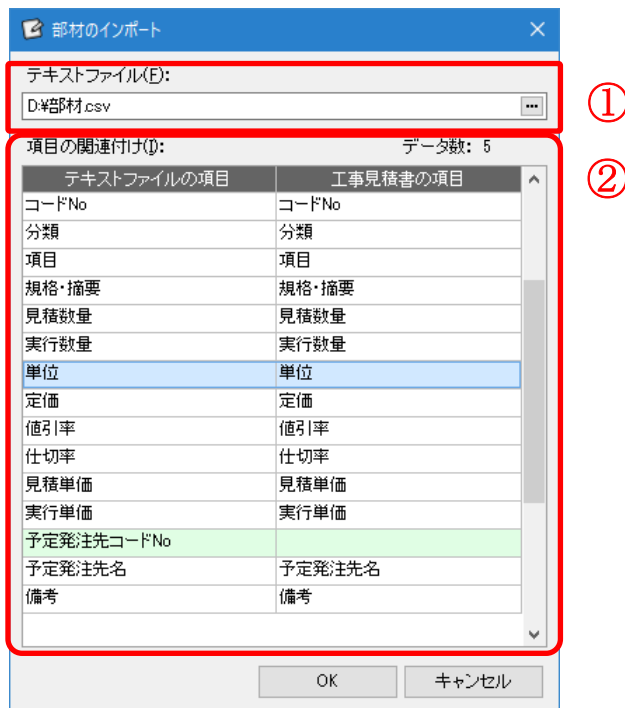 部材のインポート
テキストファイル(F):
D:¥部材.csv
①
項目の関連付け(I): データ数: 5
②
テキストファイルの項目 工事見積書の項目
コードNo コードNo
分類 分類
項目 項目
規格・摘要 規格・摘要
見積数量 見積数量
実行数量 実行数量
単位 単位
定価 定価
値引率 値引率
仕切率 仕切率
見積単価 見積単価
実行単価 実行単価
予定発注先コードNo
予定発注先名 予定発注先名
備考 備考
OK キャンセル